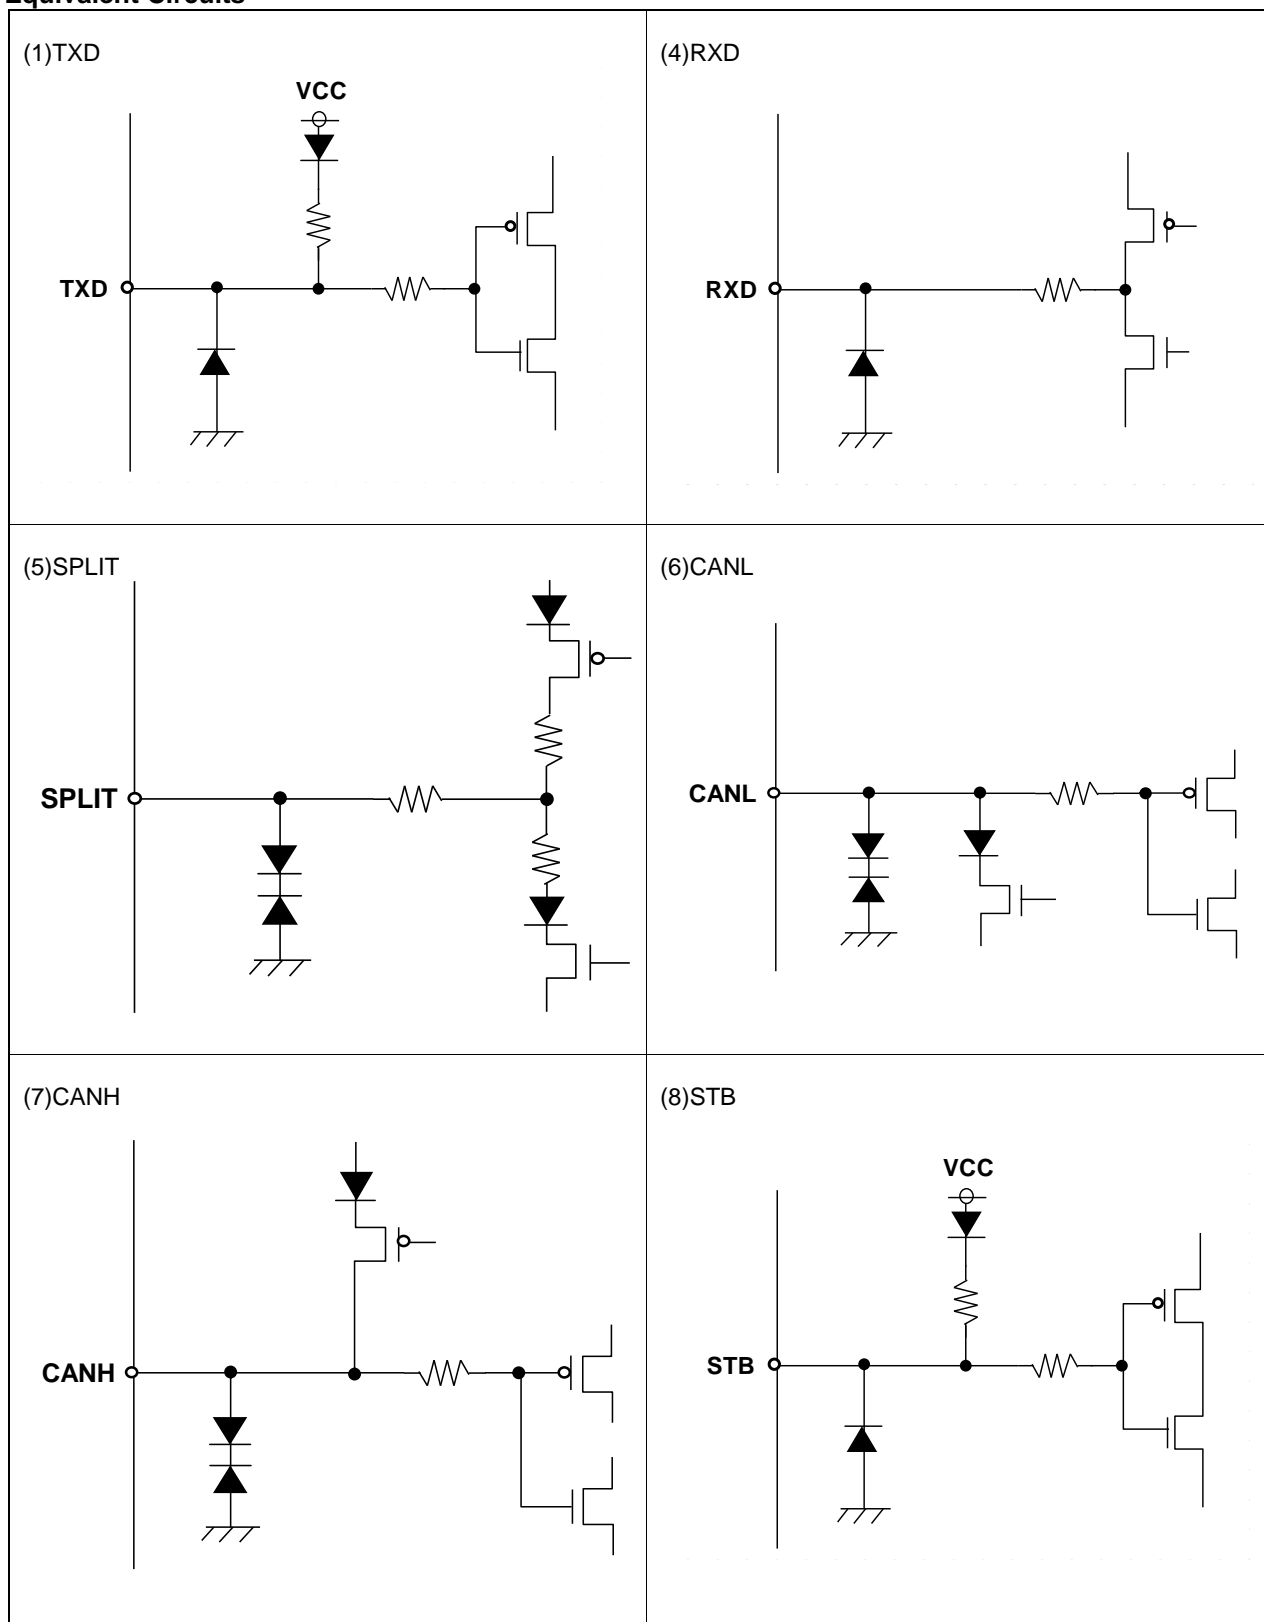 Equivalent Circuits
(1)TXD
VCC
TXD
(4)RXD
RXD
(5)SPLIT
SPLIT
(6)CANL
CANL
(7)CANH
CANH
(8)STB
VCC
STB